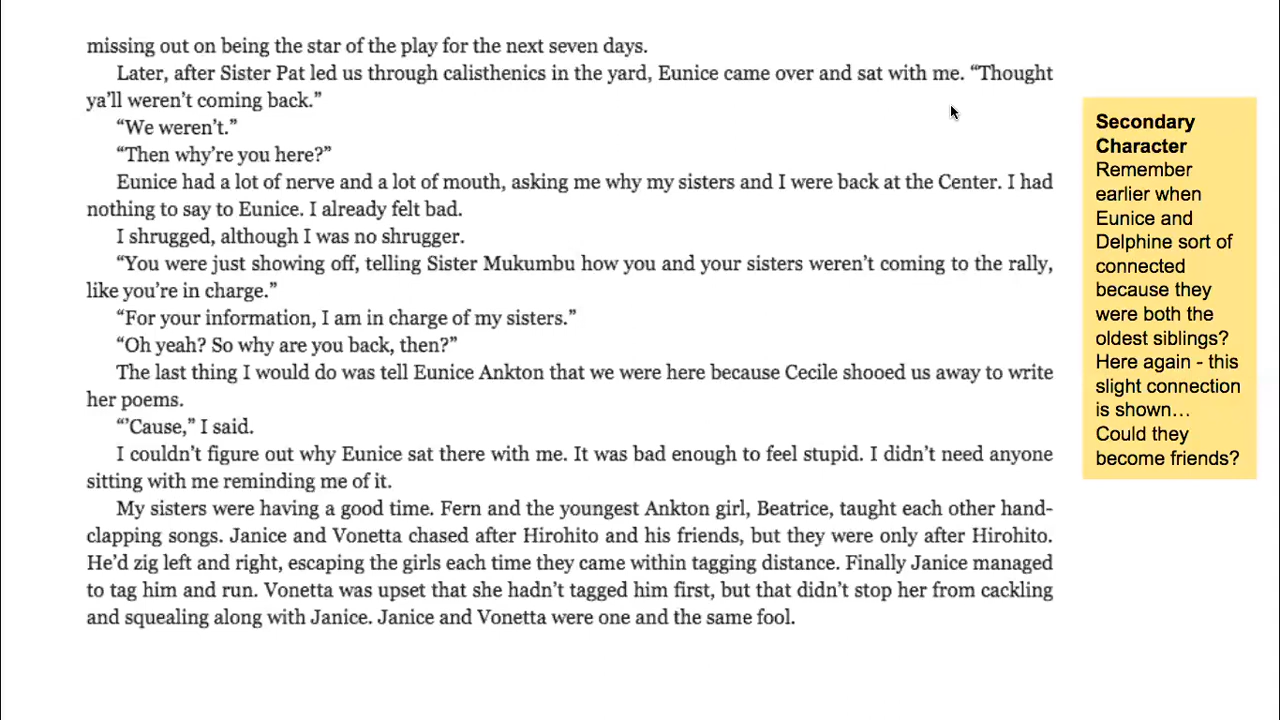 missing out on being the star of the play for the next seven days.
Later, after Sister Pat led us through calisthenics in the yard, Eunice came over and sat with me. “Thought
ya’ll weren’t coming back.”
“We weren’t.”
“Then why’re you here?”
Eunice had a lot of nerve and a lot of mouth, asking me why my sisters and I were back at the Center. I had
nothing to say to Eunice. I already felt bad.
I shrugged, although I was no shrugger.
“You were just showing off, telling Sister Mukumbu how you and your sisters weren’t coming to the rally,
like you’re in charge.”
“For your information, I am in charge of my sisters.”
“Oh yeah? So why are you back, then?”
The last thing I would do was tell Eunice Ankton that we were here because Cecile shooed us away to write
her poems.
“’Cause,” I said.
I couldn’t figure out why Eunice sat there with me. It was bad enough to feel stupid. I didn’t need anyone
sitting with me reminding me of it.
My sisters were having a good time. Fern and the youngest Ankton girl, Beatrice, taught each other hand-
clapping songs. Janice and Vonetta chased after Hirohito and his friends, but they were only after Hirohito.
He’d zig left and right, escaping the girls each time they came within tagging distance. Finally Janice managed
to tag him and run. Vonetta was upset that she hadn’t tagged him first, but that didn’t stop her from cackling
and squealing along with Janice. Janice and Vonetta were one and the same fool.
Secondary
Character
Remember
earlier when
Eunice and
Delphine sort of
connected
because they
were both the
oldest siblings?
Here again - this
slight connection
is shown…
Could they
become friends?